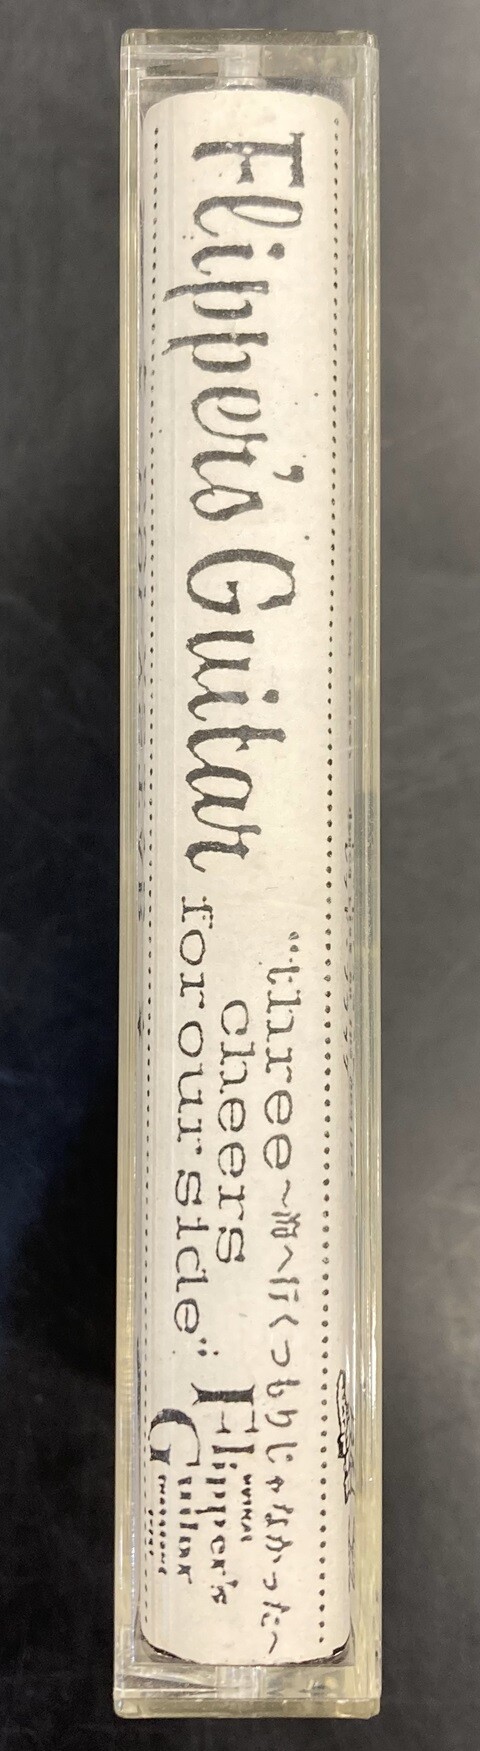 Flipper's Guitar
"three ~海へ行くつもりじゃなかった~
cheers
for our side"
Flipper's
Guitar